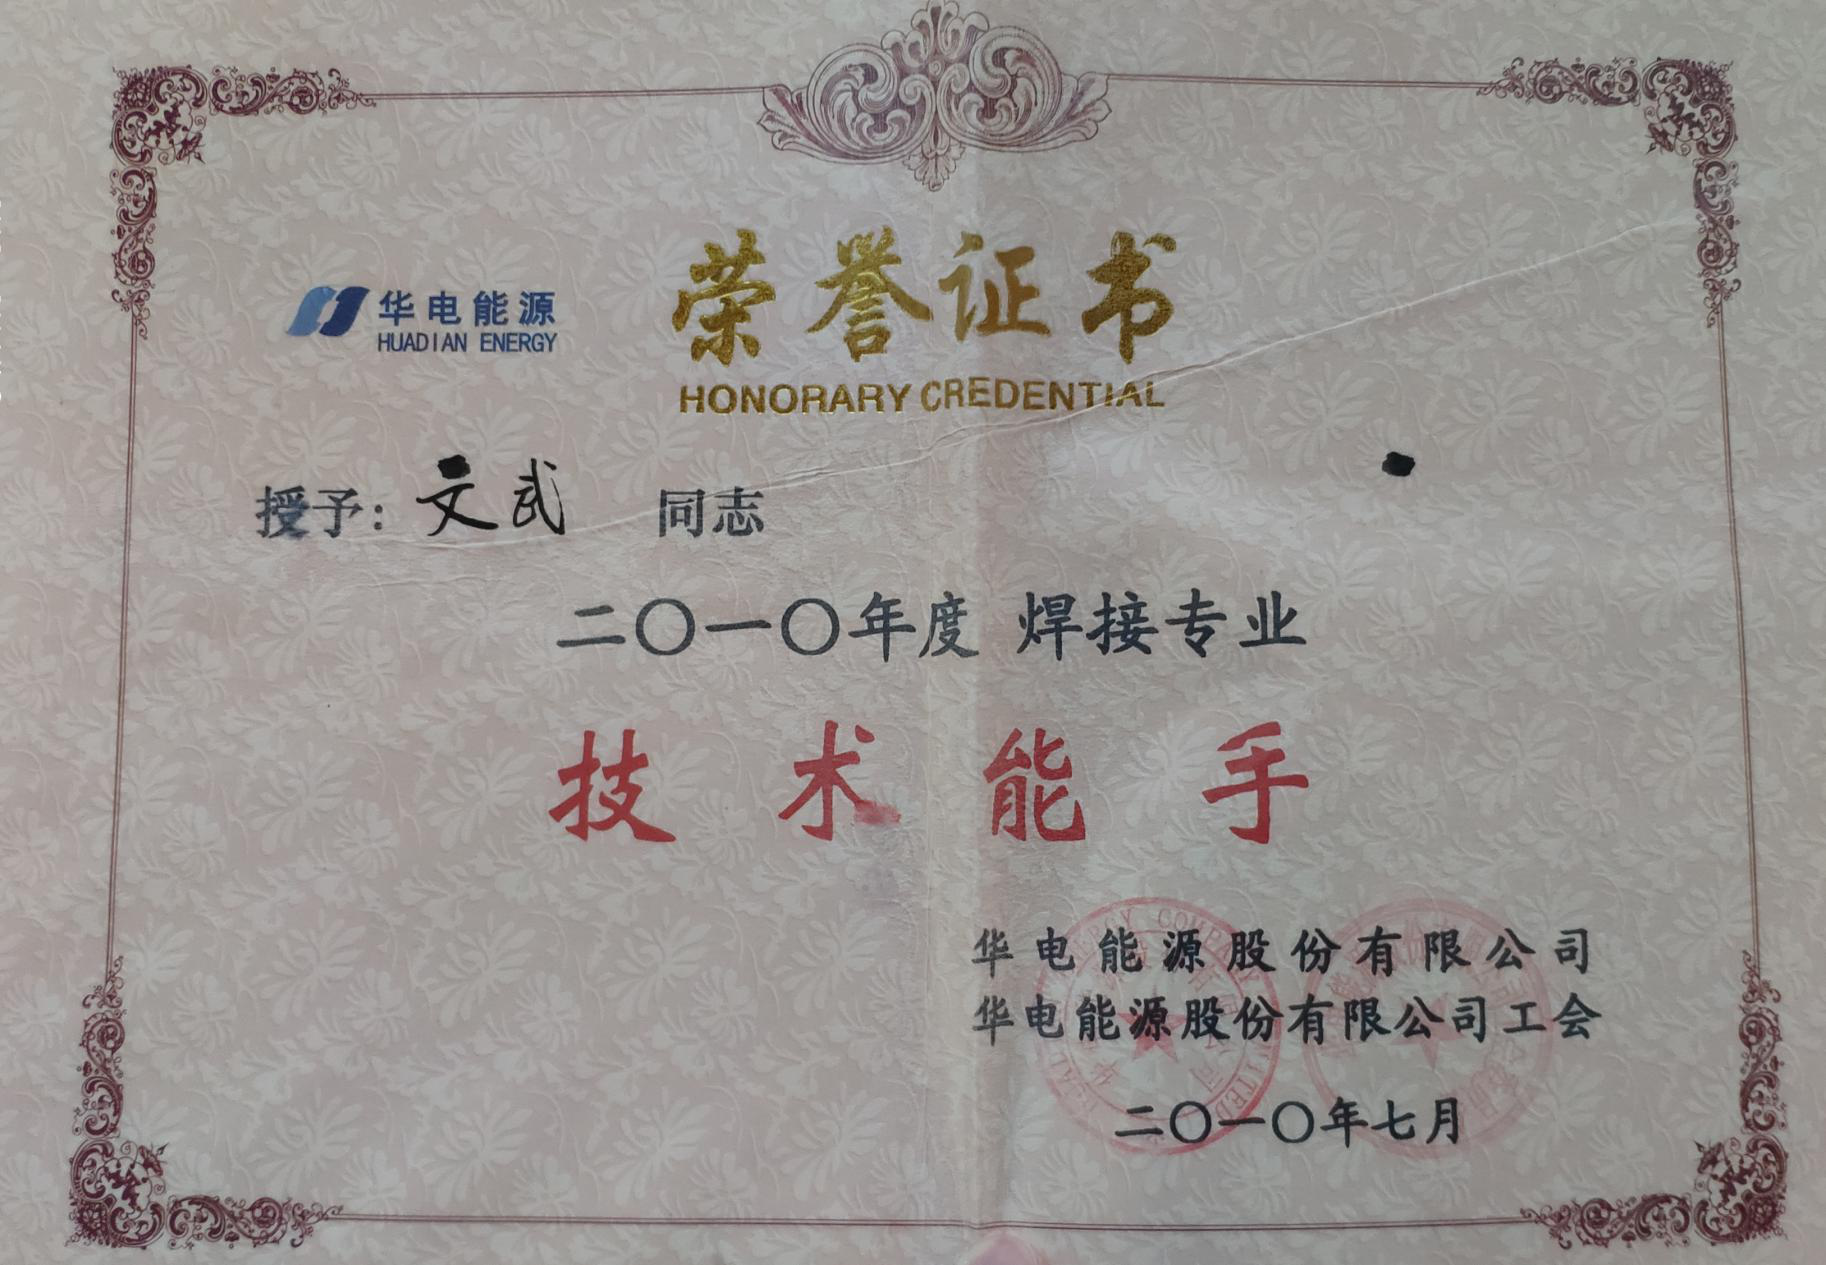 华电能源
HUADIAN ENERGY
荣誉证书
HONORARY CREDENTIAL
授予：文武 同志
二〇一〇年度 焊接专业
技术能手
华电能源股份有限公司
华电能源股份有限公司工会
二〇一〇年七月